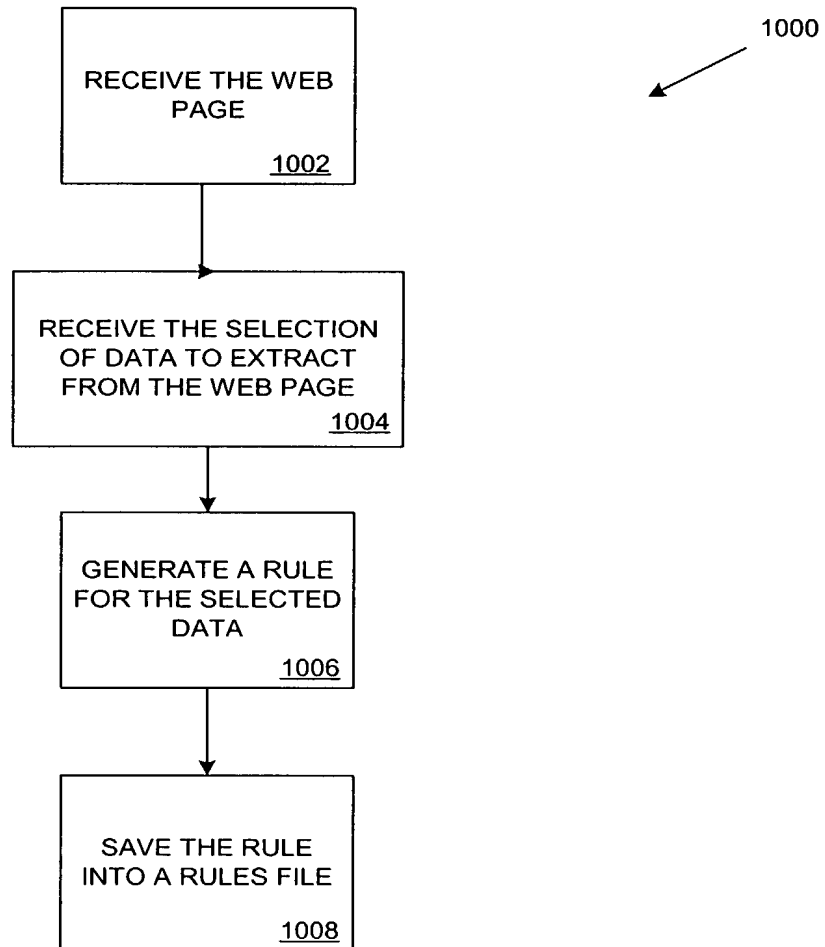 1000
RECEIVE THE WEB
PAGE
1002
RECEIVE THE SELECTION
OF DATA TO EXTRACT
FROM THE WEB PAGE
1004
GENERATE A RULE
FOR THE SELECTED
DATA
1006
SAVE THE RULE
INTO A RULES FILE
1008